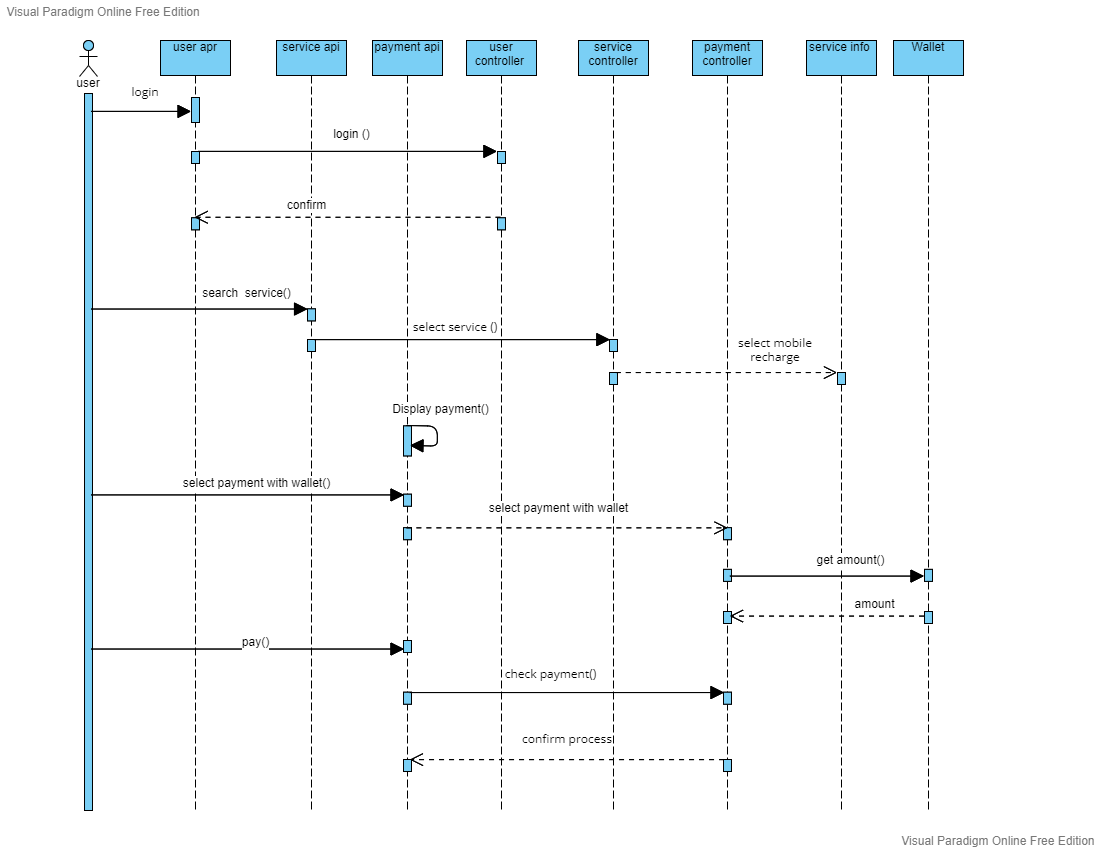 Visual Paradigm Online Free Edition
user apr
service api
payment api
user
controller
service
controller
payment
controller
service info
Wallet
user
login
login ()
confirm
search service()
select service ()
select mobile
recharge
Display payment()
select payment with wallet()
select payment with wallet
get amount()
amount
pay()
check payment()
confirm process
Visual Paradigm Online Free Edition